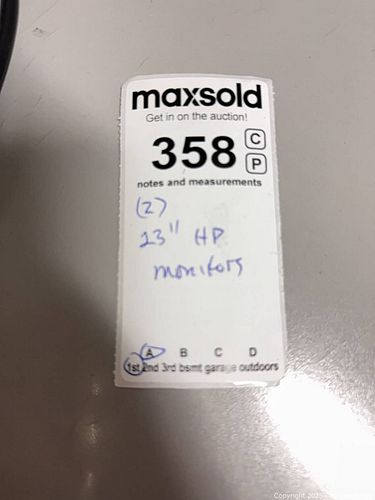 maxsold
Get in on the auction!
358 C P
notes and measurements
(2)
23" HP
monitors
A B C D
1st 2nd 3rd bsmt garage outdoors